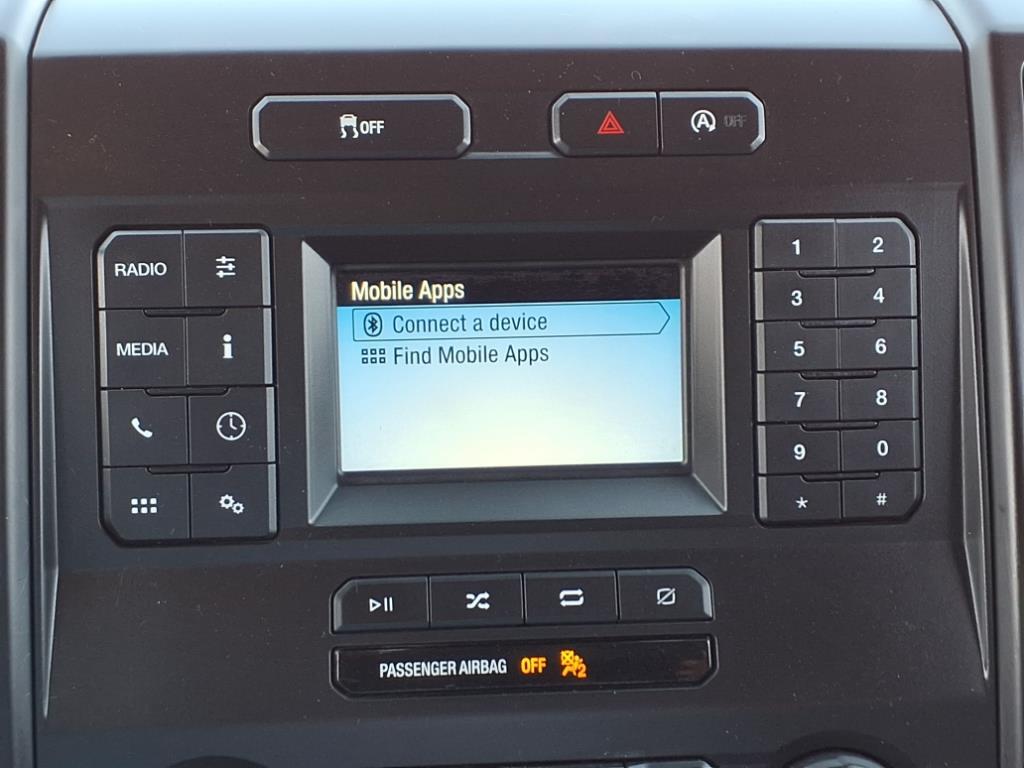 OFF
A OFF
RADIO
MEDIA
i
Mobile Apps
Connect a device
Find Mobile Apps
1 2
3 4
5 6
7 8
9 0
* #
PASSENGER AIRBAG OFF 2